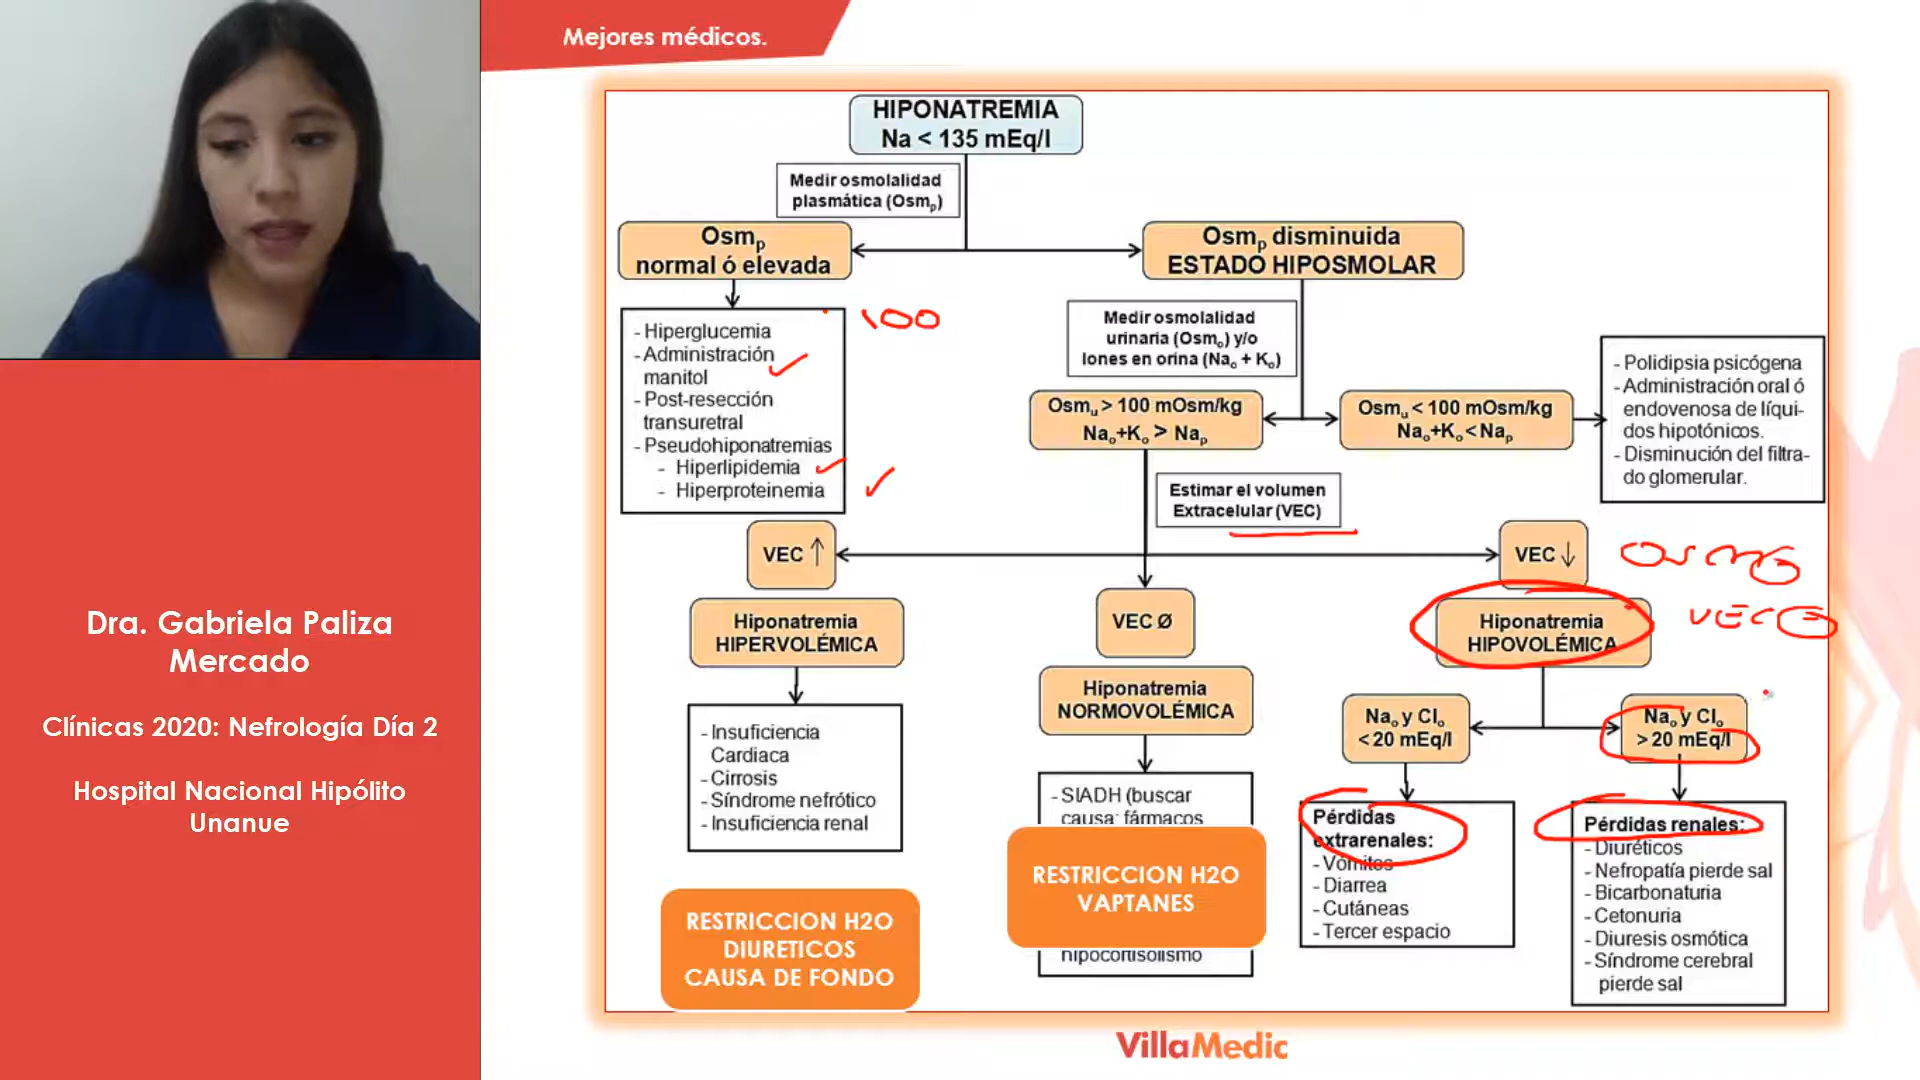 Mejores médicos.
HIPONATREMIA
Na < 135 mEq/l
Medir osmolalidad
plasmática (Osmp)
Osmp
normal ó elevada
Osmp disminuida
ESTADO HIPOSMOLAR
- Hiperglucemia
- Administración
manitol
- Post-resección
transuretral
- Pseudohiponatremias
- Hiperlipidemia
- Hiperproteinemia
100
Medir osmolalidad
urinaria (Osmo) y/o
Iones en orina (Nao + Ko)
Osmu > 100 mOsm/kg
Nao+Ko > Nap
Osmu < 100 mOsm/kg
Nao+Ko < Nap
- Polidipsia psicógena
- Administración oral ó
endovenosa de líqui-
dos hipotónicos.
- Disminución del filtra-
do glomerular.
Estimar el volumen
Extracelular (VEC)
VEC ↑
VEC Ø
VEC ↓
OSM
VEC
Hiponatremia
HIPERVOLÉMICA
Hiponatremia
NORMOVOLÉMICA
Hiponatremia
HIPOVOLÉMICA
- Insuficiencia
Cardiaca
- Cirrosis
- Síndrome nefrótico
- Insuficiencia renal
- SIADH (buscar
causa: fármacos
hipocortisolismo
Nao y Clo
< 20 mEq/l
Nao y Clo
> 20 mEq/l
Pérdidas
extrarenales:
- Vómitos
- Diarrea
- Cutáneas
- Tercer espacio
Pérdidas renales:
- Diuréticos
- Nefropatía pierde sal
- Bicarbonaturia
- Cetonuria
- Diuresis osmótica
- Síndrome cerebral
pierde sal
RESTRICCION H2O
DIURETICOS
CAUSA DE FONDO
RESTRICCION H2O
VAPTANES
Dra. Gabriela Paliza
Mercado
Clínicas 2020: Nefrología Día 2
Hospital Nacional Hipólito
Unanue
VillaMedic